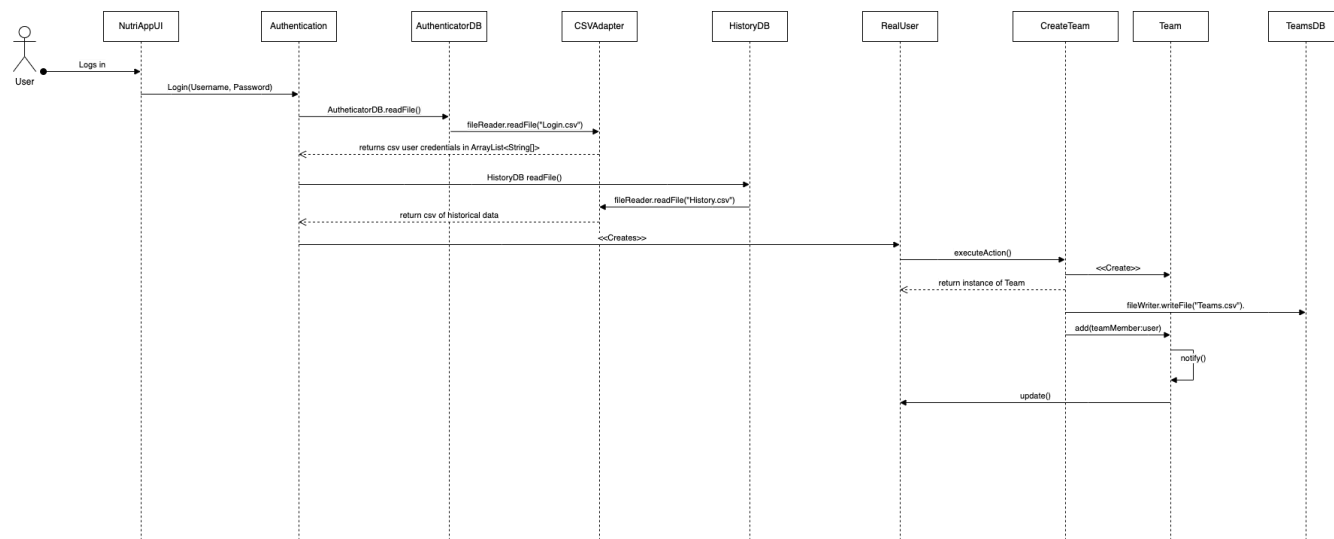 NutriAppUI
Authentication
AuthenticatorDB
CSVAdapter
HistoryDB
RealUser
CreateTeam
Team
TeamsDB
User
Logs in
Login(Username, Password)
AutheticatorDB.readFile()
fileReader.readFile("Login.csv")
returns csv user credentials in ArrayList<String[]>
HistoryDB readFile()
fileReader.readFile("History.csv")
return csv of historical data
<<Creates>>
executeAction()
<<Create>>
return instance of Team
fileWriter.writeFile("Teams.csv").
add(teamMember:user)
notify()
update()